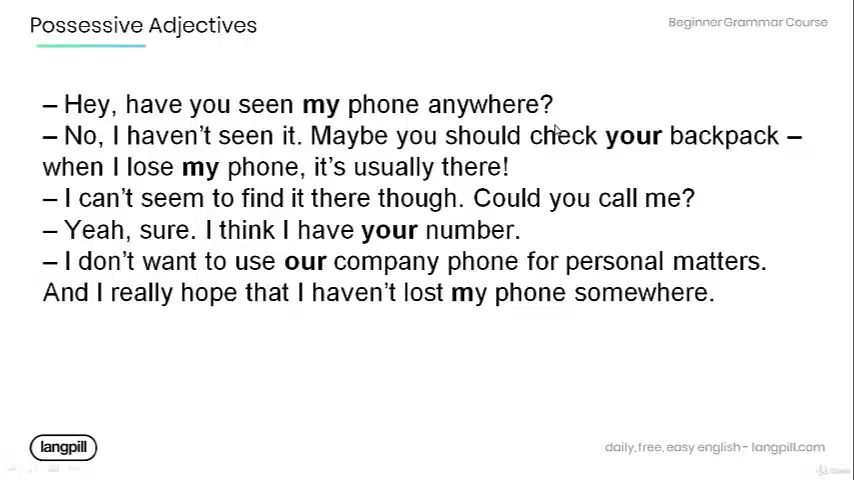 Possessive Adjectives
Beginner Grammar Course
– Hey, have you seen my phone anywhere?
– No, I haven't seen it. Maybe you should check your backpack –
when I lose my phone, it's usually there!
– I can't seem to find it there though. Could you call me?
– Yeah, sure. I think I have your number.
– I don't want to use our company phone for personal matters.
And I really hope that I haven't lost my phone somewhere.
langpill
daily, free, easy english - langpill.com